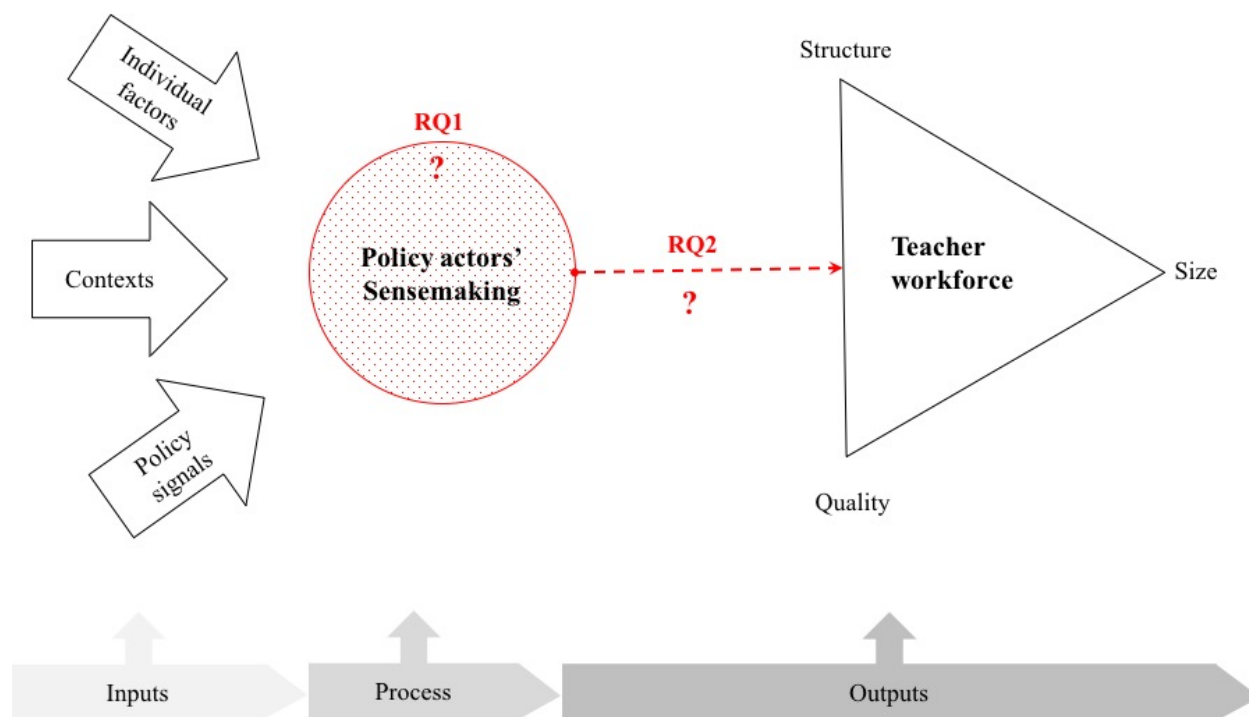 Individual
factors
Contexts
Policy
signals
RQ1
?
Policy actors’
Sensemaking
RQ2
?
Structure
Teacher
workforce
Size
Quality
Inputs
Process
Outputs